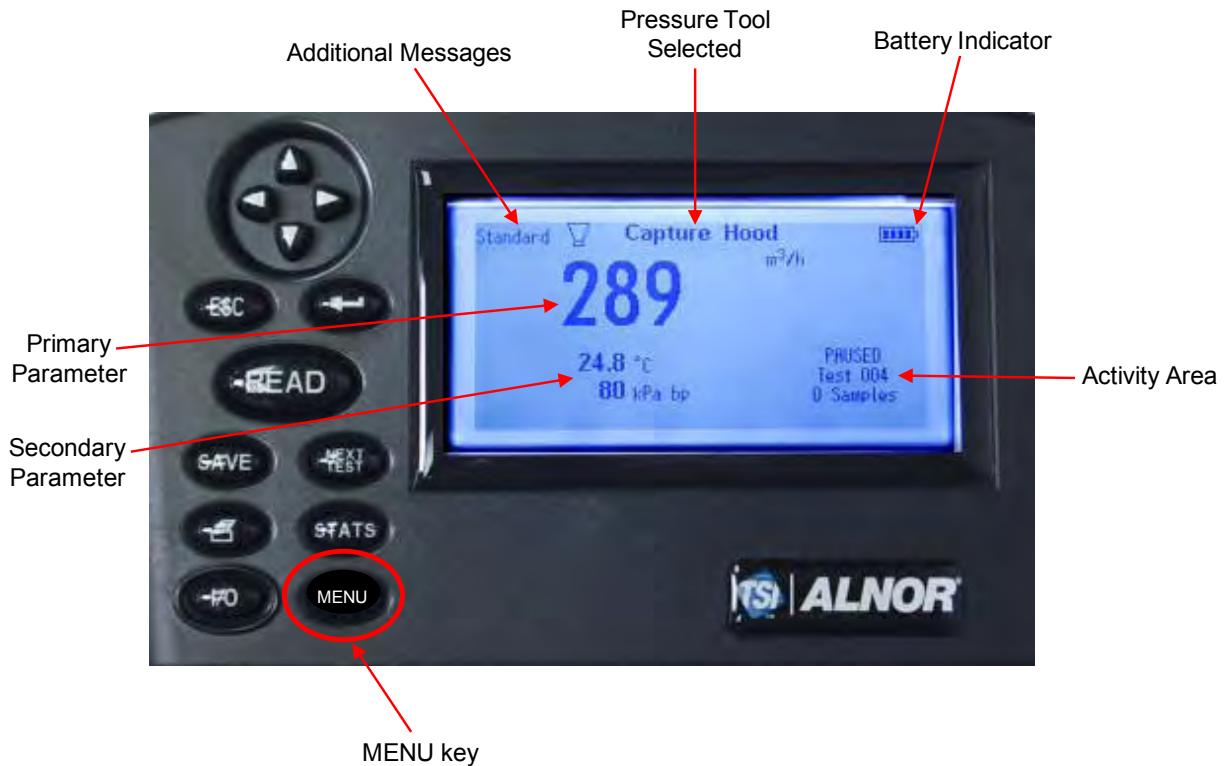 Pressure Tool
Selected
Additional Messages
Battery Indicator
Standard Capture Hood
m³/h
289
24.8 °C
80 kPa bp
PAUSED
Test 004
0 Samples
Primary
Parameter
Activity Area
Secondary
Parameter
ESC
READ
SAVE
NEXT
TEST
STATS
I/O
MENU
TSI ALNOR
MENU key